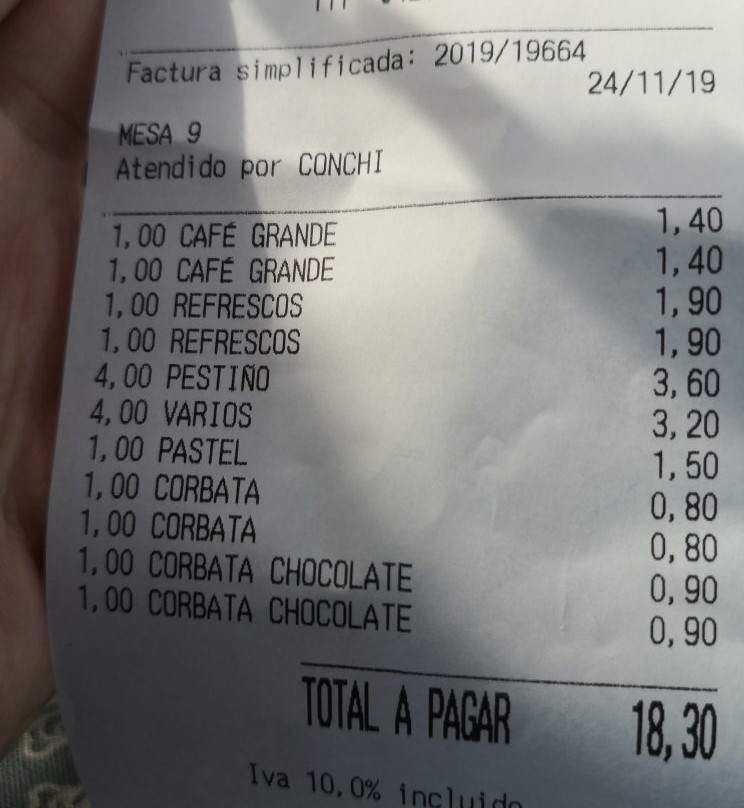 Factura simplificada: 2019/19664
24/11/19
MESA 9
Atendido por CONCHI
1,00 CAFÉ GRANDE 1,40
1,00 CAFÉ GRANDE 1,40
1,00 REFRESCOS 1,90
1,00 REFRESCOS 1,90
4,00 PESTIÑO 3,60
4,00 VARIOS 3,20
1,00 PASTEL 1,50
1,00 CORBATA 0,80
1,00 CORBATA 0,80
1,00 CORBATA CHOCOLATE 0,90
1,00 CORBATA CHOCOLATE 0,90
TOTAL A PAGAR 18,30
Iva 10,0% incluido